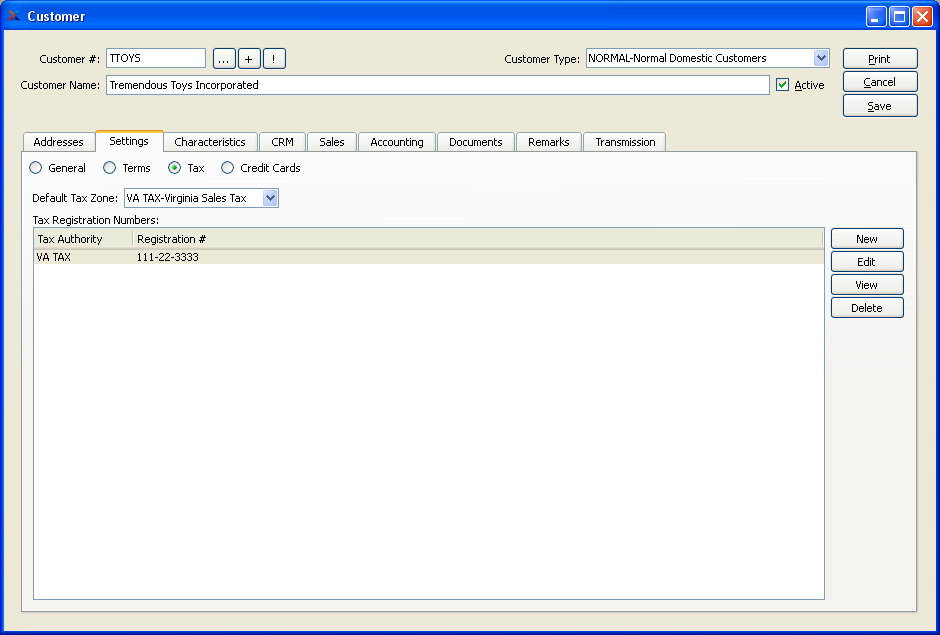 Customer
Customer #: TTOYS ... + ! Customer Type: NORMAL-Normal Domestic Customers Print
Customer Name: Tremendous Toys Incorporated Active Cancel
Save
Addresses Settings Characteristics CRM Sales Accounting Documents Remarks Transmission
General Terms Tax Credit Cards
Default Tax Zone: VA TAX-Virginia Sales Tax
Tax Registration Numbers:
Tax Authority Registration # New
VA TAX 111-22-3333 Edit
View
Delete